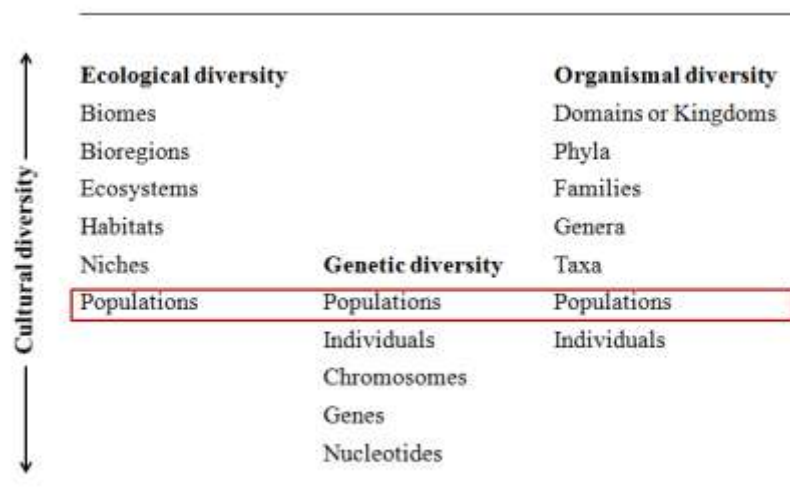 Cultural diversity
Ecological diversity
Biomes
Bioregions
Ecosystems
Habitats
Niches
Populations
Genetic diversity
Populations
Individuals
Chromosomes
Genes
Nucleotides
Organismal diversity
Domains or Kingdoms
Phyla
Families
Genera
Taxa
Populations
Individuals